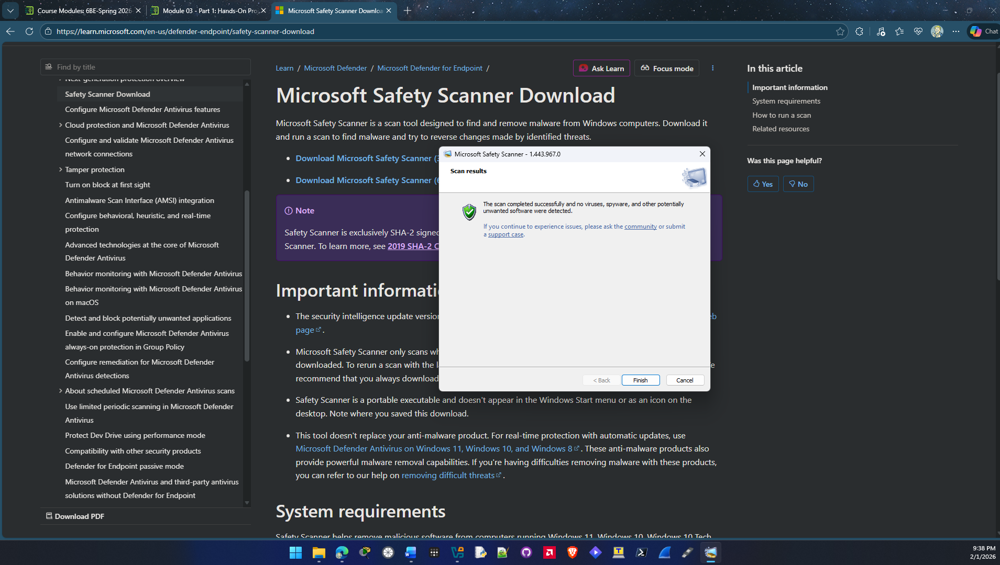 Course Modules: 6BE-Spring 2026
Module 03 - Part 1: Hands-On Pro
Microsoft Safety Scanner Downloa
https://learn.microsoft.com/en-us/defender-endpoint/safety-scanner-download
Chat
Find by title
Next-generation protection overview
Safety Scanner Download
Configure Microsoft Defender Antivirus features
Cloud protection and Microsoft Defender Antivirus
Configure and validate Microsoft Defender Antivirus
network connections
Tamper protection
Turn on block at first sight
Antimalware Scan Interface (AMSI) integration
Configure behavioral, heuristic, and real-time
protection
Advanced technologies at the core of Microsoft
Defender Antivirus
Behavior monitoring with Microsoft Defender Antivirus
Behavior monitoring with Microsoft Defender Antivirus
on macOS
Detect and block potentially unwanted applications
Enable and configure Microsoft Defender Antivirus
always-on protection in Group Policy
Configure remediation for Microsoft Defender
Antivirus detections
About scheduled Microsoft Defender Antivirus scans
Use limited periodic scanning in Microsoft Defender
Antivirus
Protect Dev Drive using performance mode
Compatibility with other security products
Defender for Endpoint passive mode
Microsoft Defender Antivirus and third-party antivirus
solutions without Defender for Endpoint
Download PDF
Learn / Microsoft Defender / Microsoft Defender for Endpoint /
Ask Learn
Focus mode
Microsoft Safety Scanner Download
Microsoft Safety Scanner is a scan tool designed to find and remove malware from Windows computers. Download it
and run a scan to find malware and try to reverse changes made by identified threats.
Download Microsoft Safety Scanner (3
Download Microsoft Safety Scanner (6
Note
Safety Scanner is exclusively SHA-2 signed
Scanner. To learn more, see 2019 SHA-2 C
Important informatio
The security intelligence update version
eb
page.
Microsoft Safety Scanner only scans wh
downloaded. To rerun a scan with the l
e
recommend that you always download
Safety Scanner is a portable executable and doesn't appear in the Windows Start menu or as an icon on the
desktop. Note where you saved this download.
This tool doesn't replace your anti-malware product. For real-time protection with automatic updates, use
Microsoft Defender Antivirus on Windows 11, Windows 10, and Windows 8. These anti-malware products also
provide powerful malware removal capabilities. If you're having difficulties removing malware with these products,
you can refer to our help on removing difficult threats.
System requirements
Safety Scanner helps remove malicious software from computers running Windows 11, Windows 10, Windows 10 Tech
Microsoft Safety Scanner - 1.443.967.0
Scan results
The scan completed successfully and no viruses, spyware, and other potentially
unwanted software were detected.
If you continue to experience issues, please ask the community or submit
a support case.
< Back
Finish
Cancel
In this article
Important information
System requirements
How to run a scan
Related resources
Was this page helpful?
Yes
No
9:38 PM
2/1/2026